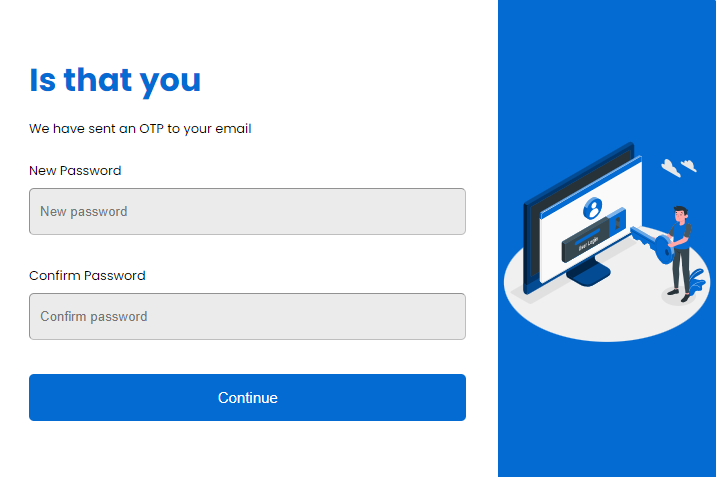 Is that you
We have sent an OTP to your email
New Password
New password
Confirm Password
Confirm password
Continue
User Login